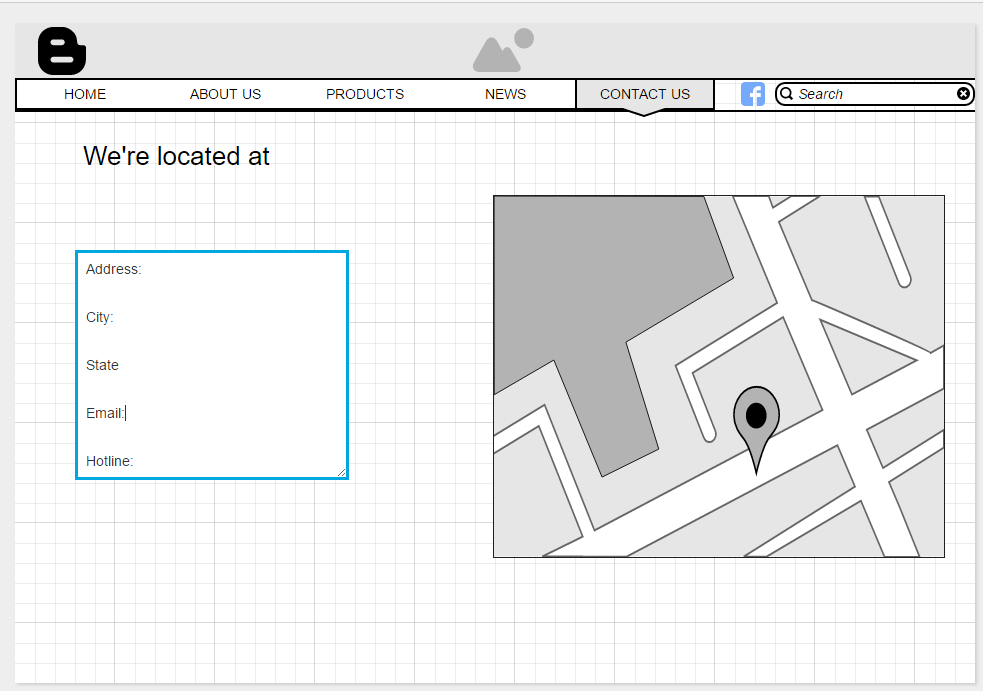 HOME ABOUT US PRODUCTS NEWS CONTACT US Search
We're located at
Address:
City:
State
Email:
Hotline: